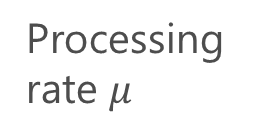 Processing
rate μ